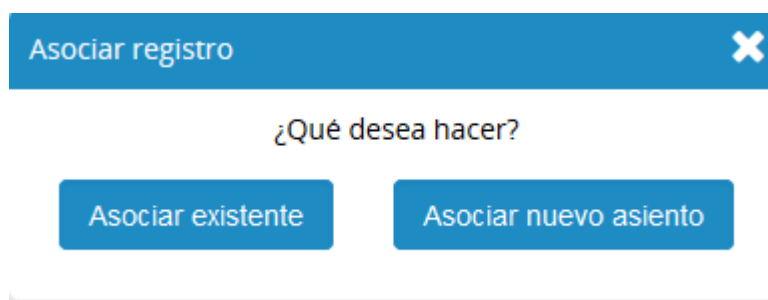 Asociar registro
¿Qué desea hacer?
Asociar existente
Asociar nuevo asiento